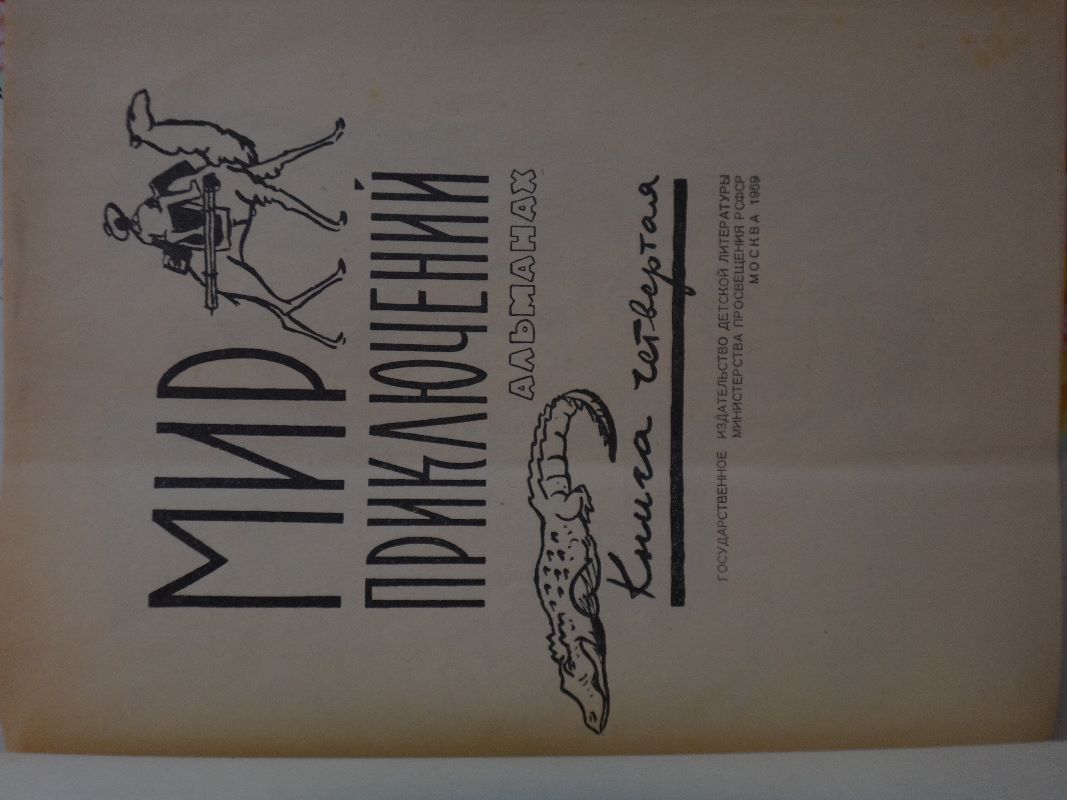 МИР
ПРИКЛЮЧЕНИЙ
АЛЬМАНАХ
Книга четвертая
ГОСУДАРСТВЕННОЕ ИЗДАТЕЛЬСТВО ДЕТСКОЙ ЛИТЕРАТУРЫ
МИНИСТЕРСТВА ПРОСВЕЩЕНИЯ РСФСР
МОСКВА 1959